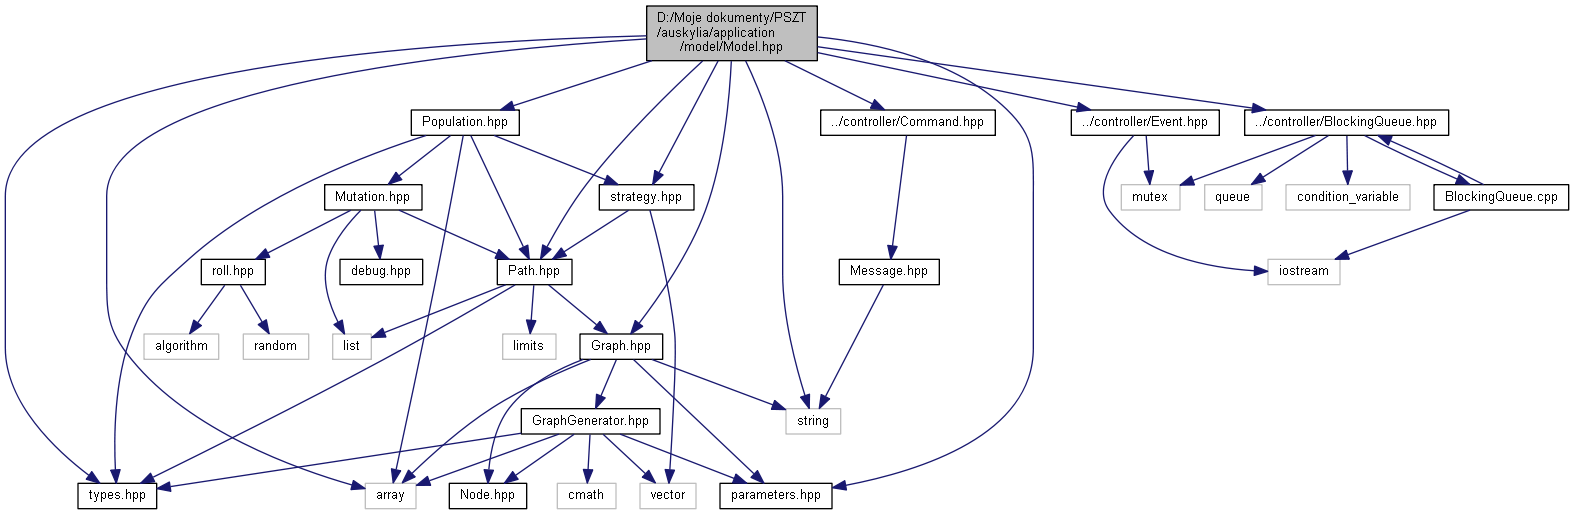 D:/Moje dokumenty/PSZT
/auskylia/application
/model/Model.hpp
Population.hpp
../controller/Command.hpp
../controller/Event.hpp
../controller/BlockingQueue.hpp
Mutation.hpp
strategy.hpp
mutex
queue
condition_variable
BlockingQueue.cpp
roll.hpp
debug.hpp
Path.hpp
Message.hpp
iostream
algorithm
random
list
limits
Graph.hpp
GraphGenerator.hpp
string
types.hpp
array
Node.hpp
cmath
vector
parameters.hpp